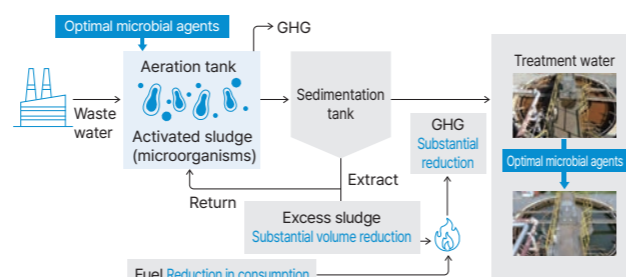 Optimal microbial agents
GHG
Aeration tank
Waste
water
Activated sludge
(microorganisms)
Sedimentation
tank
Treatment water
Optimal microbial agents
GHG
Substantial
reduction
Return
Extract
Excess sludge
Substantial volume reduction
Fuel Reduction in consumption